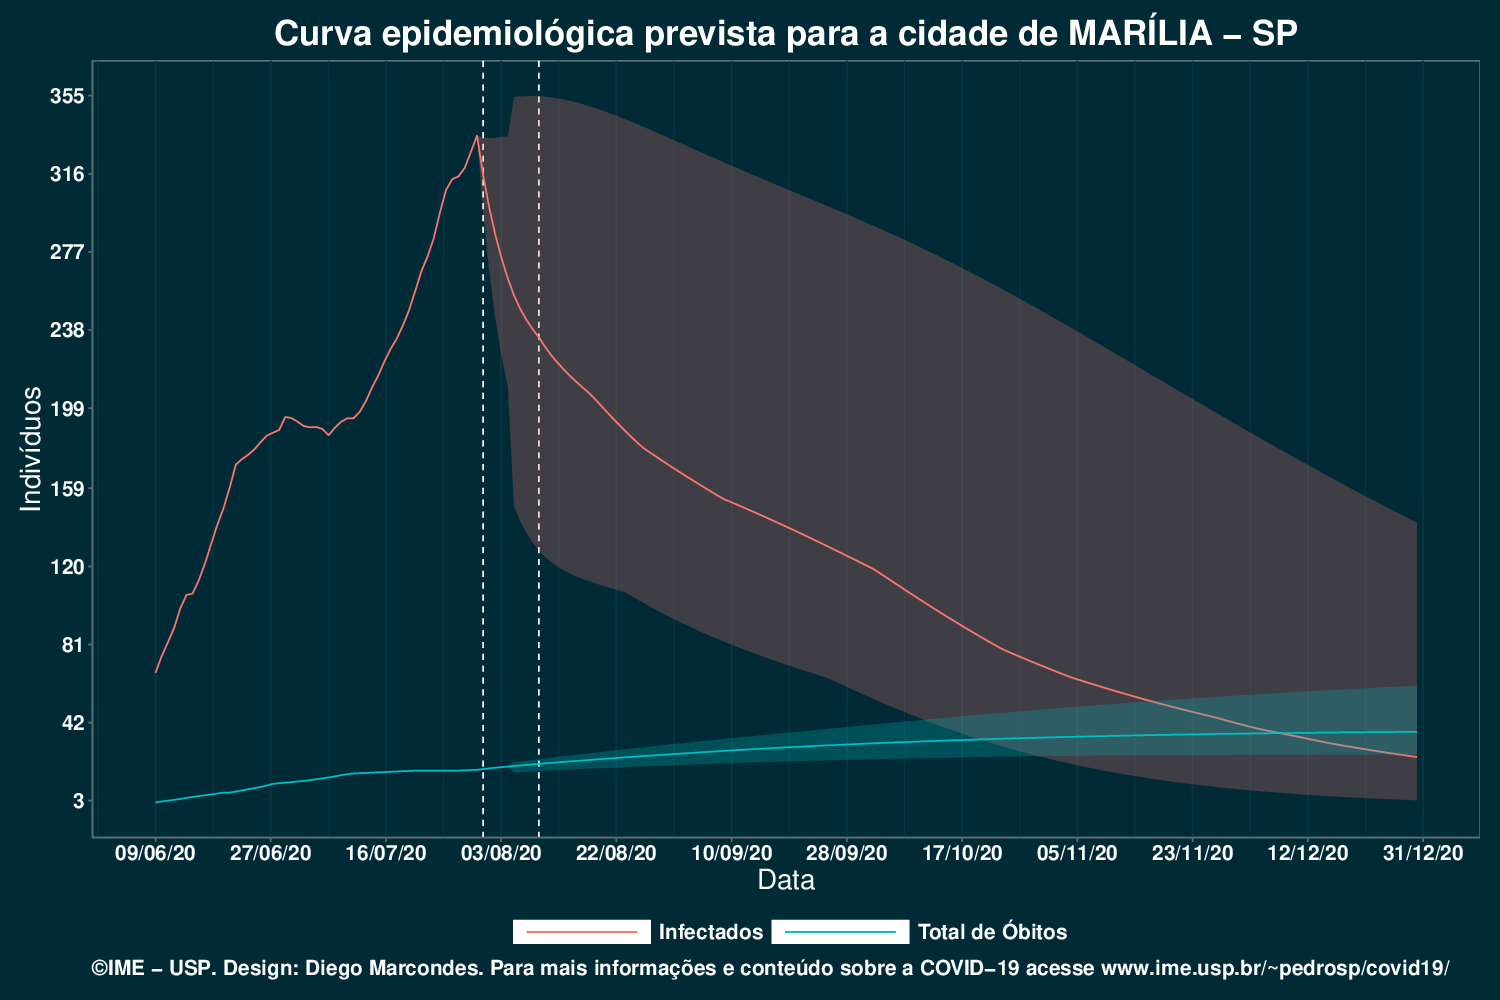 Curva epidemiológica prevista para a cidade de MARÍLIA – SP
Indivíduos
355
316
277
238
199
159
120
81
42
3
09/06/20 27/06/20 16/07/20 03/08/20 22/08/20 10/09/20 28/09/20 17/10/20 05/11/20 23/11/20 12/12/20 31/12/20
Data
Infectados Total de Óbitos
©IME – USP. Design: Diego Marcondes. Para mais informações e conteúdo sobre a COVID–19 acesse www.ime.usp.br/~pedrosp/covid19/